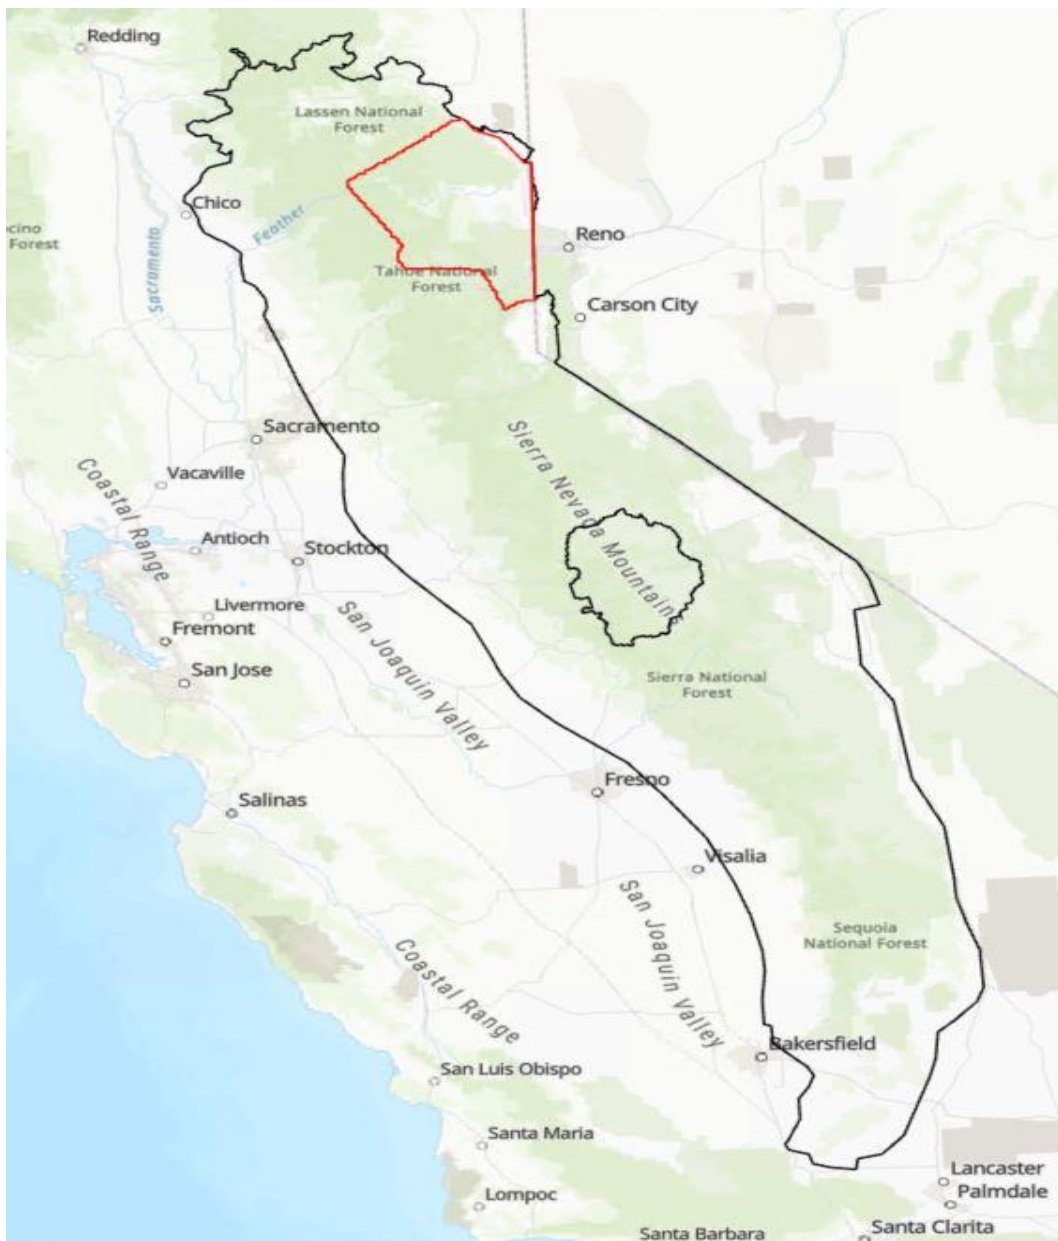 Redding
Lassen National
Forest
Chico
Feather
Reno
ocino
Forest
Sacramento
Tahoe National
Forest
Carson City
Sacramento
Vacaville
Coastal Range
Sierra Nevada Mountains
Antioch
Stockton
Livermore
Fremont
San Jose
San Joaquin Valley
Sierra National
Forest
Fresno
Salinas
Visalia
San Joaquin Valley
Sequoia
National Forest
Coastal Range
Bakersfield
San Luis Obispo
Santa Maria
Lancaster
Palmdale
Lompoc
Santa Barbara
Santa Clarita